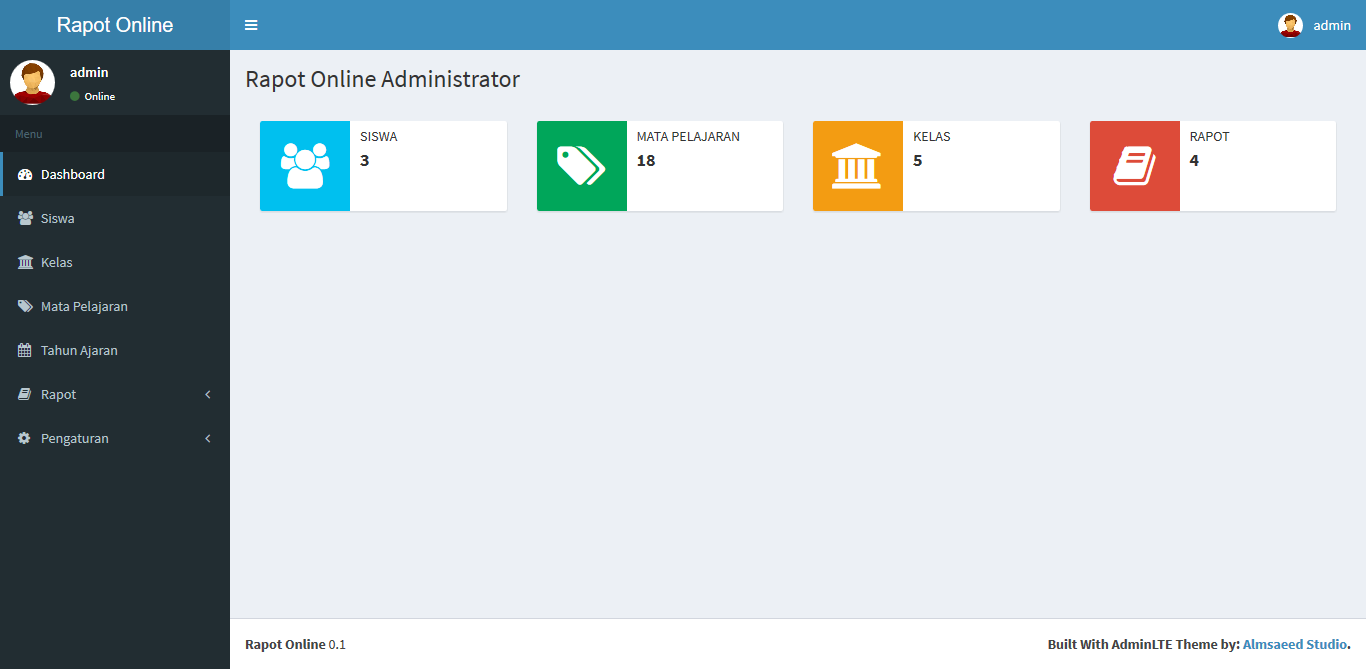 Rapot Online
admin
admin
Online
Menu
Dashboard
Siswa
Kelas
Mata Pelajaran
Tahun Ajaran
Rapot
Pengaturan
Rapot Online Administrator
SISWA
3
MATA PELAJARAN
18
KELAS
5
RAPOT
4
Rapot Online 0.1
Built With AdminLTE Theme by: Almsaeed Studio.